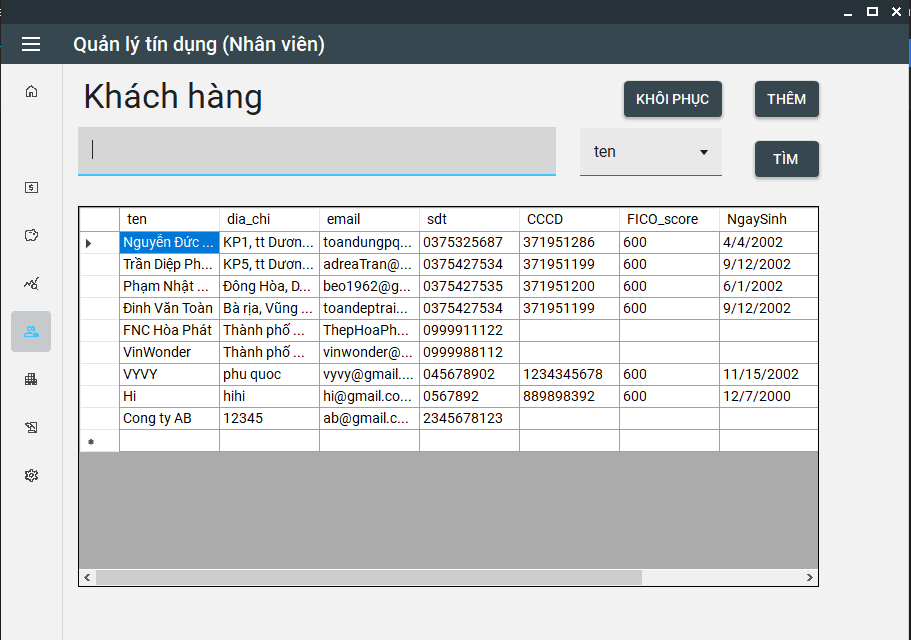 Quản lý tín dụng (Nhân viên)
Khách hàng
KHÔI PHỤC
THÊM
ten
TÌM
ten dia_chi email sdt CCCD FICO_score NgaySinh
Nguyễn Đức ... KP1, tt Dươn... toandungpq... 0375325687 371951286 600 4/4/2002
Trần Diệp Ph... KP5, tt Dươn... adreaTran@... 0375427534 371951199 600 9/12/2002
Phạm Nhật ... Đông Hòa, D... beo1962@g... 0375427535 371951200 600 6/1/2002
Đinh Văn Toàn Bà rịa, Vũng ... toandeptrai... 0375427534 371951199 600 9/12/2002
FNC Hòa Phát Thành phố ... ThepHoaPh... 0999911122
VinWonder Thành phố ... vinwonder@... 0999988112
VYVY phu quoc vyvy@gmail.... 045678902 1234345678 600 11/15/2002
Hi hihi hi@gmail.co... 0567892 889898392 600 12/7/2000
Cong ty AB 12345 ab@gmail.c... 2345678123